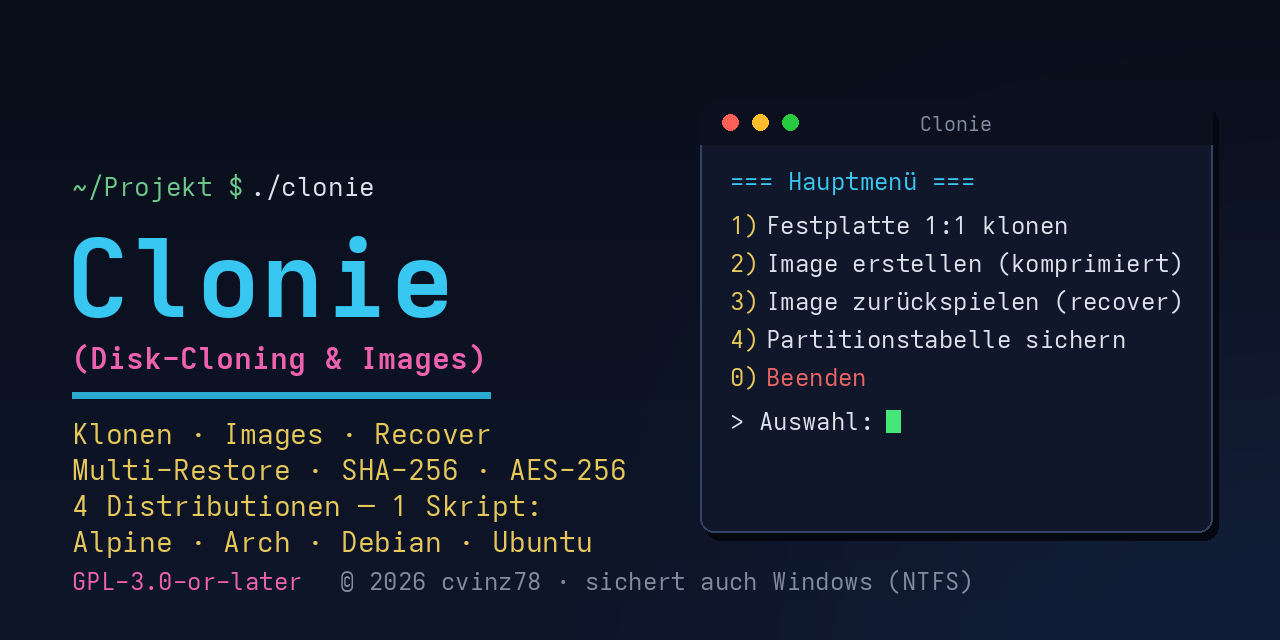 ~/Projekt $ ./clonie
Clonie
(Disk-Cloning & Images)
Klonen · Images · Recover
Multi-Restore · SHA-256 · AES-256
4 Distributionen — 1 Skript:
Alpine · Arch · Debian · Ubuntu
GPL-3.0-or-later © 2026 cvinz78 · sichert auch Windows (NTFS)
Clonie
=== Hauptmenü ===
1) Festplatte 1:1 klonen
2) Image erstellen (komprimiert)
3) Image zurückspielen (recover)
4) Partitionstabelle sichern
0) Beenden
> Auswahl: